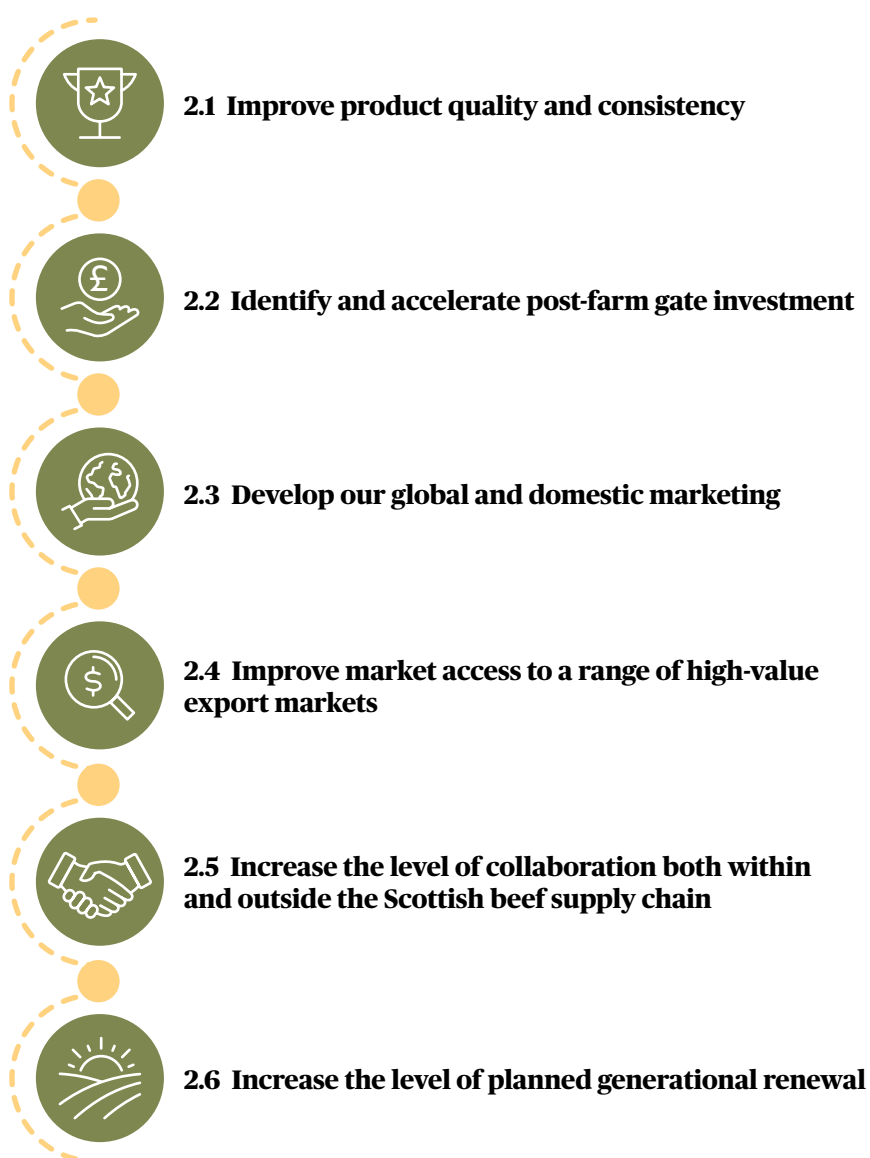 2.1 Improve product quality and consistency
£
2.2 Identify and accelerate post-farm gate investment
2.3 Develop our global and domestic marketing
$
2.4 Improve market access to a range of high-value
export markets
2.5 Increase the level of collaboration both within
and outside the Scottish beef supply chain
2.6 Increase the level of planned generational renewal